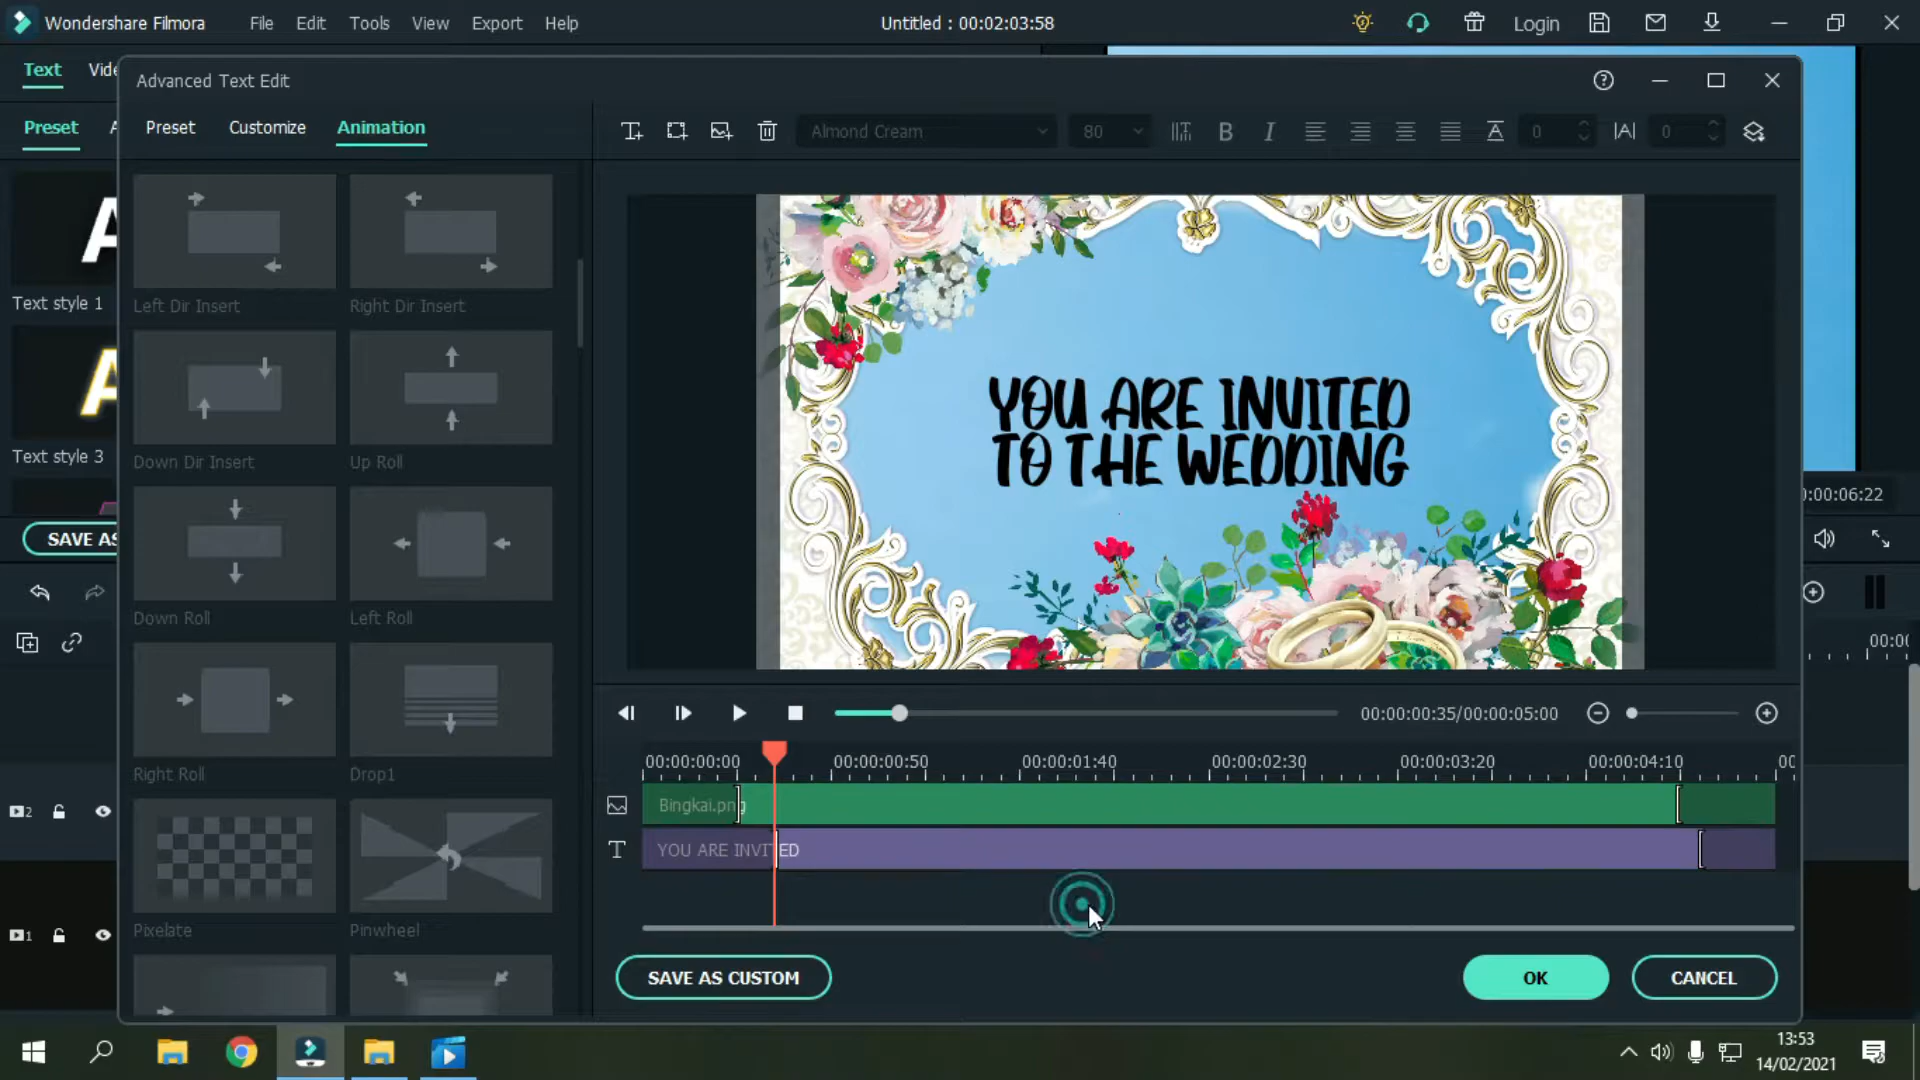 Wondershare Filmora
File
Edit
Tools
View
Export
Help
Untitled : 00:02:03:58
Login
Text
Preset
Text style 1
Text style 3
SAVE AS
Advanced Text Edit
Preset
Customize
Animation
Almond Cream
80
0
0
Left Dir Insert
Right Dir Insert
Down Dir Insert
Up Roll
Down Roll
Left Roll
Right Roll
Drop1
Pixelate
Pinwheel
YOU ARE INVITED
TO THE WEDDING
00:00:00:35/00:00:05:00
00:00:00:00
00:00:00:50
00:00:01:40
00:00:02:30
00:00:03:20
00:00:04:10
Bingkai.png
YOU ARE INVITED
SAVE AS CUSTOM
OK
CANCEL
2
1
13:53
14/02/2021